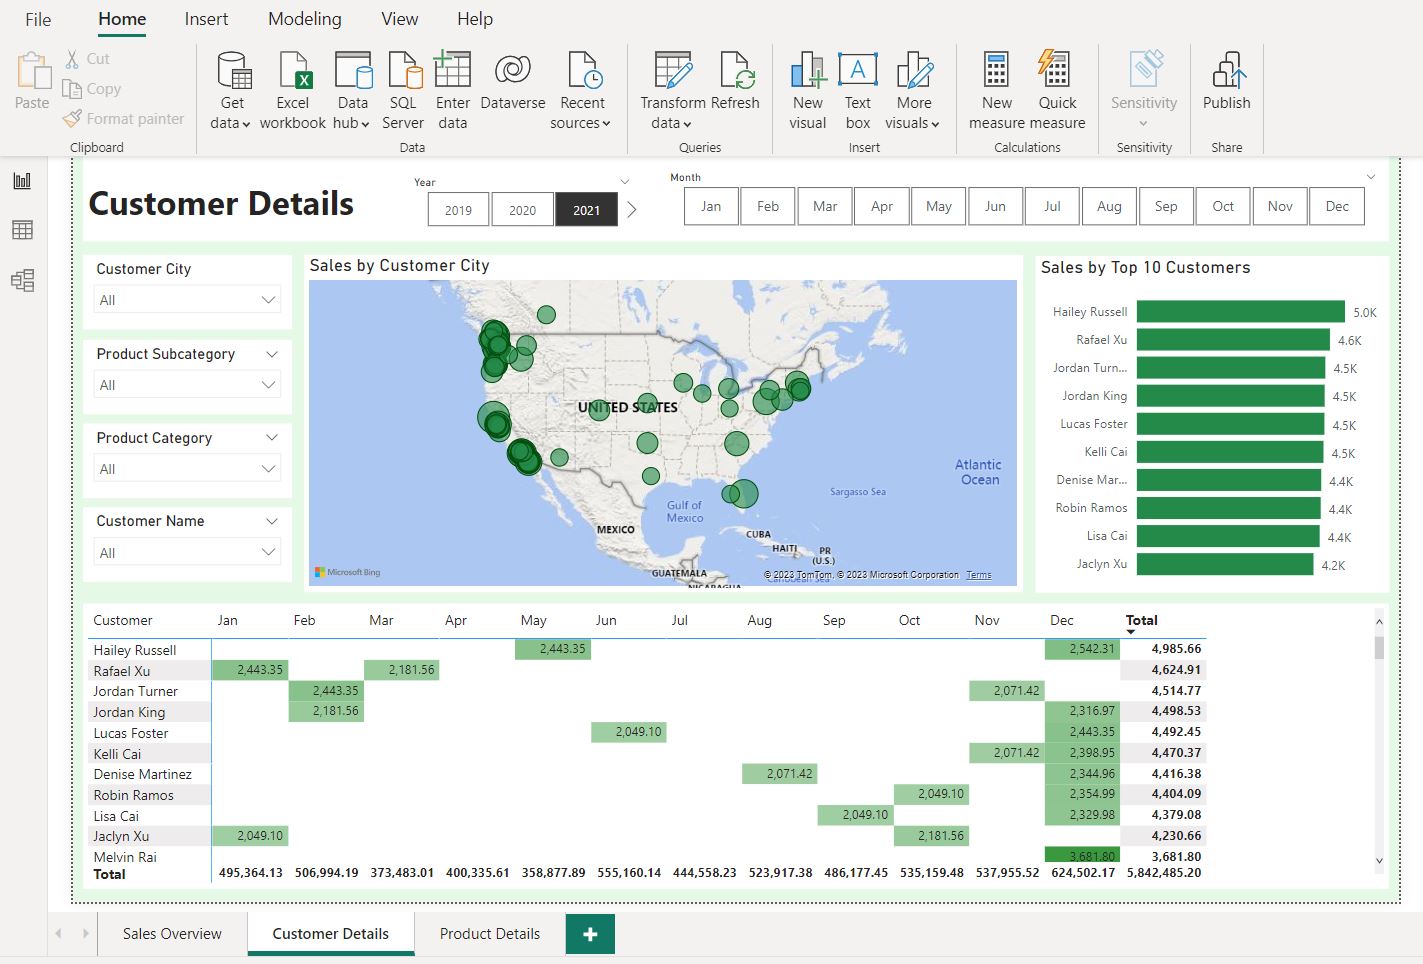 File Home Insert Modeling View Help
Paste
Cut
Copy
Format painter
Clipboard
Get data
Excel workbook
Data hub
SQL Server
Enter data
Dataverse
Recent sources
Data
Transform data
Refresh
Queries
New visual
Text box
More visuals
Insert
New measure
Quick measure
Calculations
Sensitivity
Sensitivity
Publish
Share
Customer Details
Year
2019 2020 2021
Month
Jan Feb Mar Apr May Jun Jul Aug Sep Oct Nov Dec
Customer City
All
Product Subcategory
All
Product Category
All
Customer Name
All
Sales by Customer City
UNITED STATES
Atlantic
Ocean
Sargasso Sea
Gulf of
Mexico
MEXICO
CUBA
HAITI
PR
(U.S.)
GUATEMALA
NICARAGUA
Caribbean Sea
Microsoft Bing
© 2023 TomTom, © 2023 Microsoft Corporation Terms
Sales by Top 10 Customers
Hailey Russell 5.0K
Rafael Xu 4.6K
Jordan Turn... 4.5K
Jordan King 4.5K
Lucas Foster 4.5K
Kelli Cai 4.5K
Denise Mar... 4.4K
Robin Ramos 4.4K
Lisa Cai 4.4K
Jaclyn Xu 4.2K
Customer Jan Feb Mar Apr May Jun Jul Aug Sep Oct Nov Dec Total
Hailey Russell 2,443.35 2,542.31 4,985.66
Rafael Xu 2,443.35 2,181.56 4,624.91
Jordan Turner 2,443.35 2,071.42 4,514.77
Jordan King 2,181.56 2,316.97 4,498.53
Lucas Foster 2,049.10 2,443.35 4,492.45
Kelli Cai 2,071.42 2,398.95 4,470.37
Denise Martinez 2,071.42 2,344.96 4,416.38
Robin Ramos 2,049.10 2,354.99 4,404.09
Lisa Cai 2,049.10 2,329.98 4,379.08
Jaclyn Xu 2,049.10 2,181.56 4,230.66
Melvin Rai 3,681.80 3,681.80
Total 495,364.13 506,994.19 373,483.01 400,335.61 358,877.89 555,160.14 444,558.23 523,917.38 486,177.45 535,159.48 537,955.52 624,502.17 5,842,485.20
Sales Overview Customer Details Product Details +